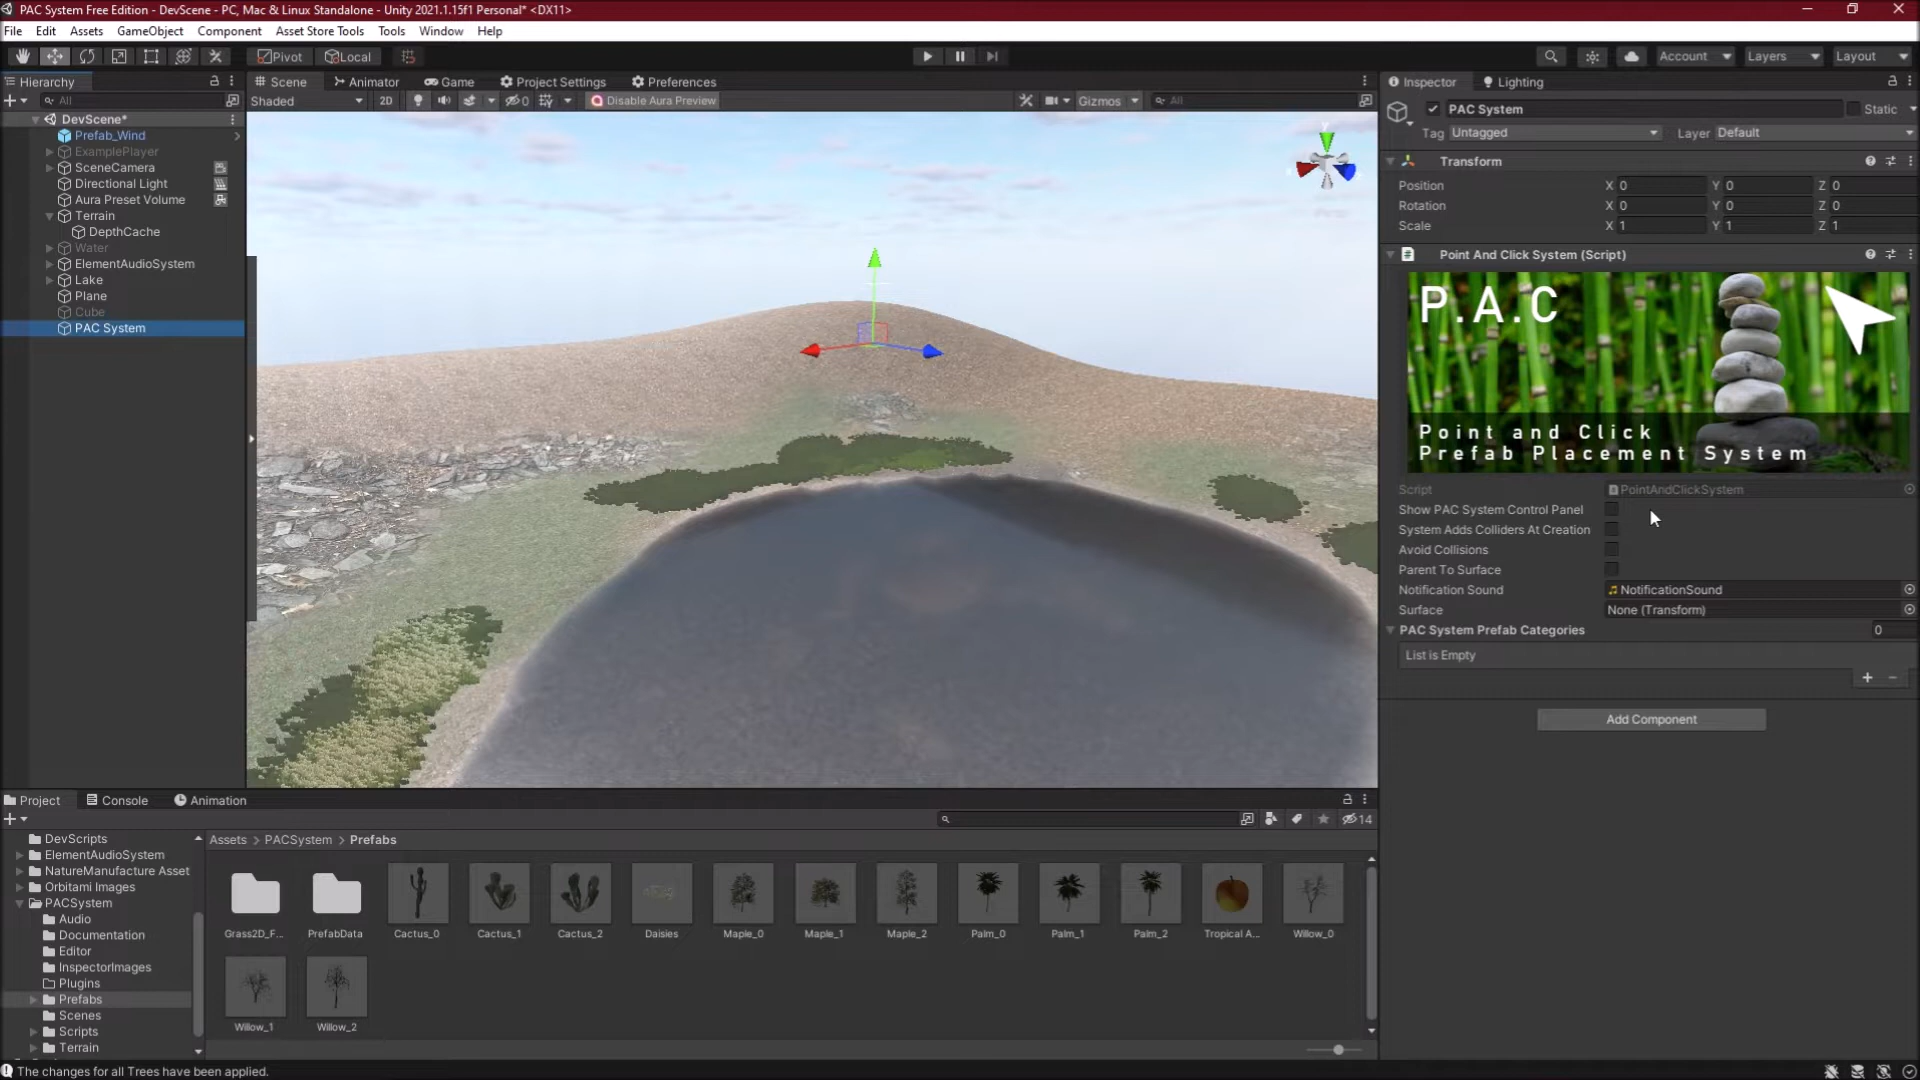 PAC System Free Edition - DevScene - PC, Mac & Linux Standalone - Unity 2021.1.15f1 Personal* <DX11>
File Edit Assets GameObject Component Asset Store Tools Tools Window Help
Pivot Local Account Layers Layout
Hierarchy
All
DevScene*
Prefab_Wind
ExamplePlayer
SceneCamera
Directional Light
Aura Preset Volume
Terrain
DepthCache
Water
ElementAudioSystem
Lake
Plane
Cube
PAC System
Scene Animator Game Project Settings Preferences
Shaded 2D 0 Disable Aura Preview Gizmos All
Inspector Lighting
PAC System Static
Tag Untagged Layer Default
Transform
Position X 0 Y 0 Z 0
Rotation X 0 Y 0 Z 0
Scale X 1 Y 1 Z 1
Point And Click System (Script)
P.A.C
Point and Click
Prefab Placement System
Script PointAndClickSystem
Show PAC System Control Panel
System Adds Colliders At Creation
Avoid Collisions
Parent To Surface
Notification Sound NotificationSound
Surface None (Transform)
PAC System Prefab Categories 0
List is Empty
Add Component
Project Console Animation
14
DevScripts
ElementAudioSystem
NatureManufacture Asset
Orbitami Images
PACSystem
Audio
Documentation
Editor
InspectorImages
Plugins
Prefabs
Scenes
Scripts
Terrain
Assets > PACSystem > Prefabs
Grass2D_F... PrefabData Cactus_0 Cactus_1 Cactus_2 Daisies Maple_0 Maple_1 Maple_2 Palm_0 Palm_1 Palm_2 Tropical A... Willow_0
Willow_1 Willow_2
The changes for all Trees have been applied.